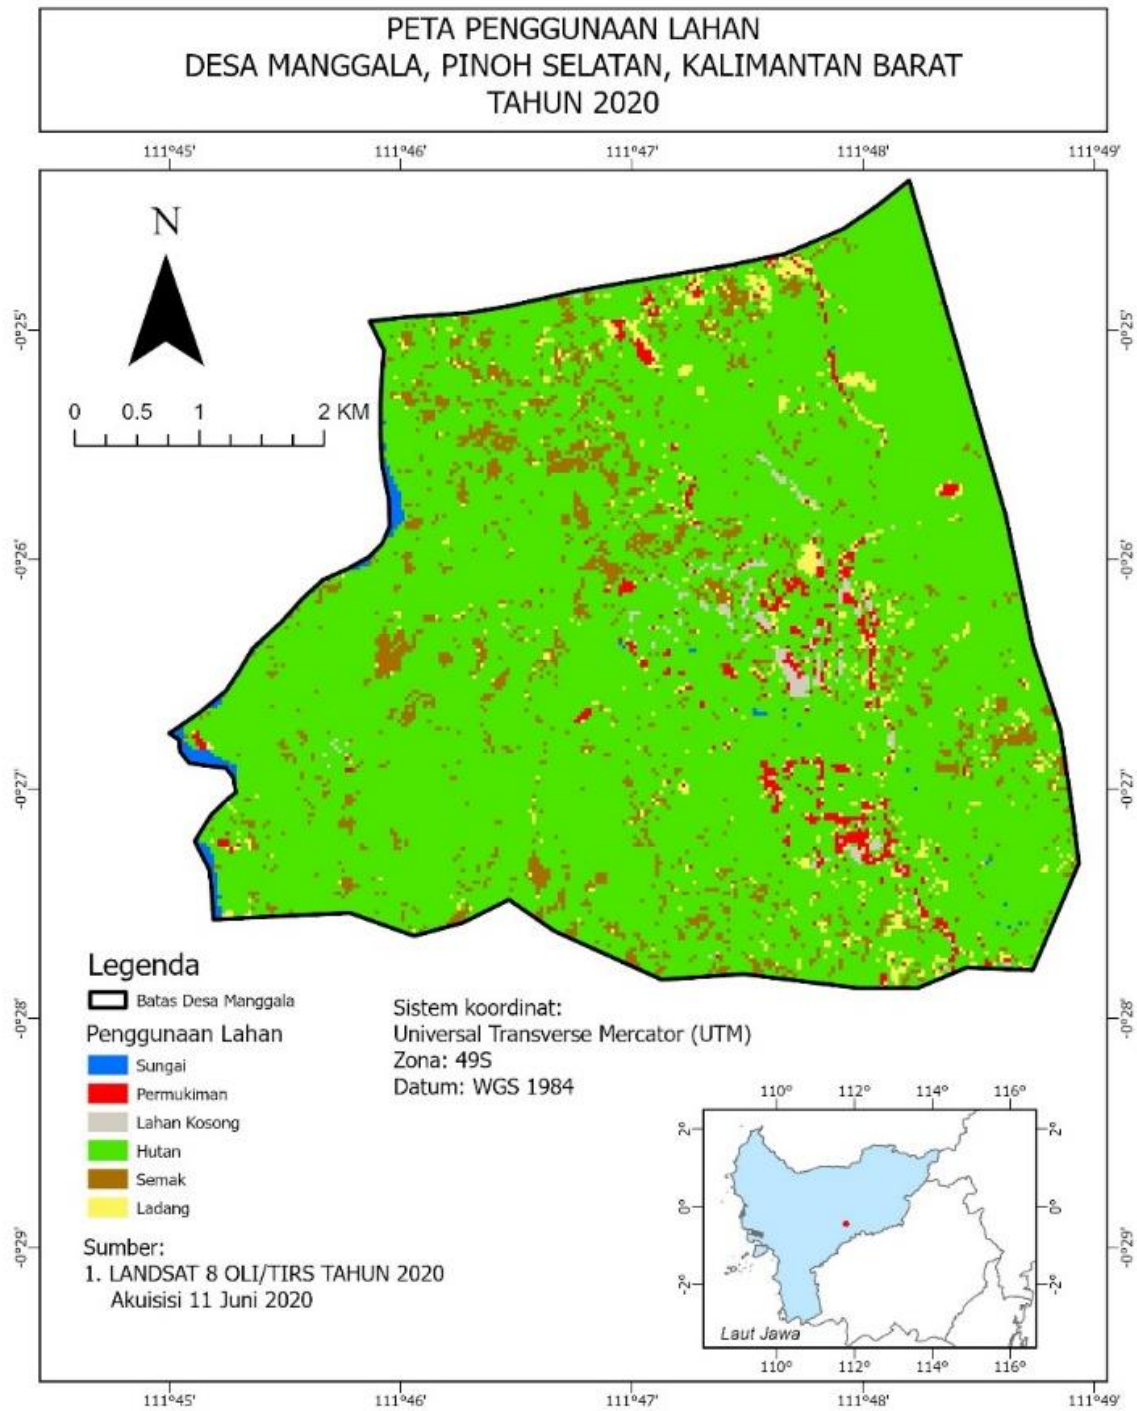 PETA PENGGUNAAN LAHAN
DESA MANGGALA, PINOH SELATAN, KALIMANTAN BARAT
TAHUN 2020
111°45' 111°46' 111°47' 111°48' 111°49'
N
0 0.5 1 2 KM
-0°25' -0°25'
-0°26' -0°26'
-0°27' -0°27'
-0°28' -0°28'
-0°29' -0°29'
Legenda
Batas Desa Manggala
Penggunaan Lahan
Sungai
Permukiman
Lahan Kosong
Hutan
Semak
Ladang
Sumber:
1. LANDSAT 8 OLI/TIRS TAHUN 2020
Akuisisi 11 Juni 2020
Sistem koordinat:
Universal Transverse Mercator (UTM)
Zona: 49S
Datum: WGS 1984
110° 112° 114° 116°
2° 2°
0° 0°
-2° -2°
Laut Jawa
110° 112° 114° 116°
111°45' 111°46' 111°47' 111°48' 111°49'